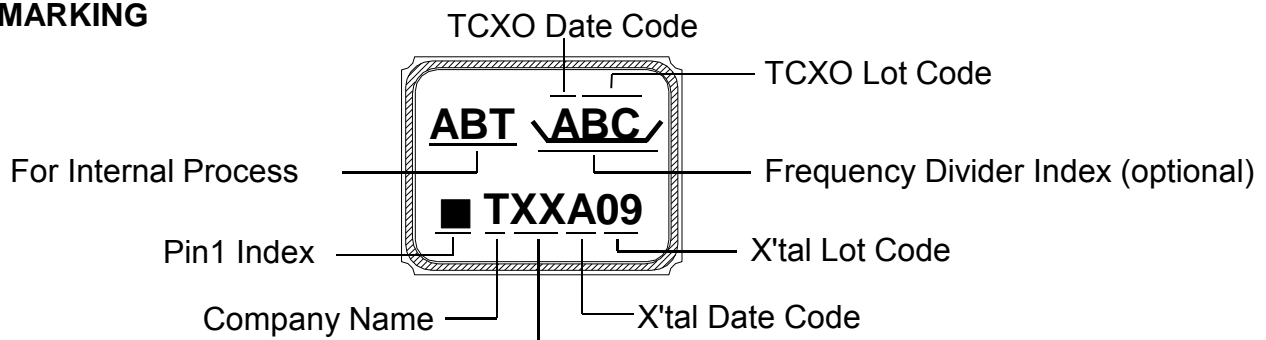 MARKING
TCXO Date Code
TCXO Lot Code
ABT ABC
For Internal Process
Frequency Divider Index (optional)
■ TXXA09
Pin1 Index
X'tal Lot Code
Company Name
X'tal Date Code